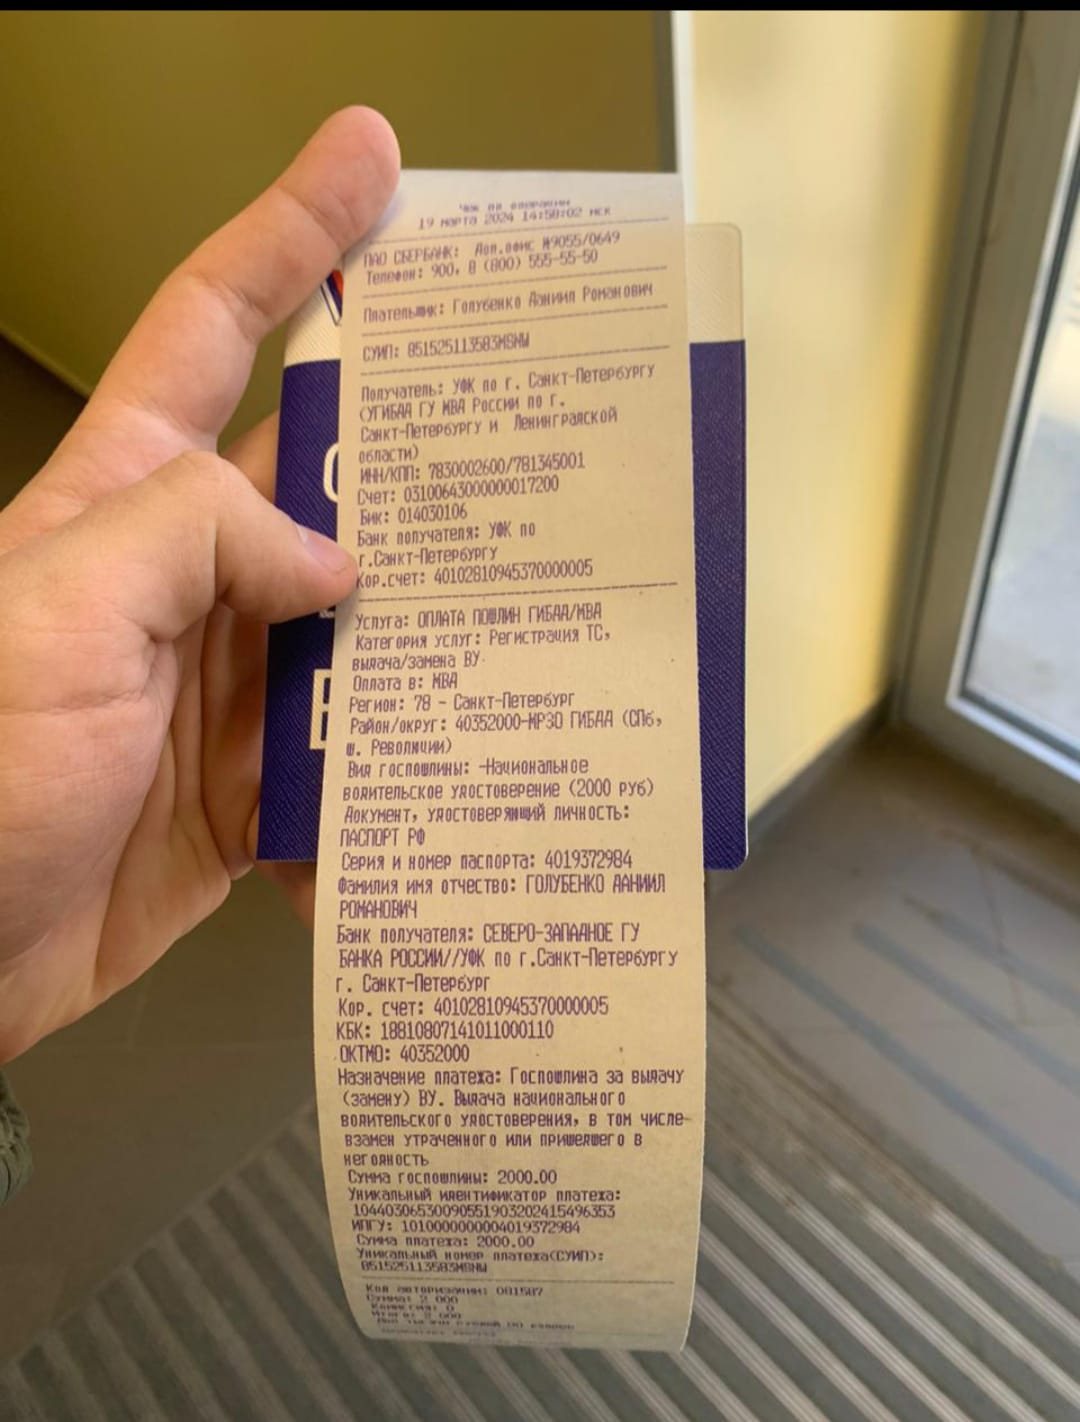 Чек по операции
19 марта 2024 14:58:02 мск
ПАО СБЕРБАНК: Доп.офис №9055/0649
Телефон: 900, 8 (800) 555-55-50
Плательщик: Голубенко Даниил Романович
СУИП: 851525113583MSNW
Получатель: УФК по г. Санкт-Петербургу
(УГИБДД ГУ МВД России по г.
Санкт-Петербургу и Ленинградской
области)
ИНН/КПП: 7830002600/781345001
Счет: 03100643000000017200
Бик: 014030106
Банк получателя: УФК по
г.Санкт-Петербургу
Кор.счет: 40102810945370000005
Услуга: ОПЛАТА ПОШЛИН ГИБДД/МВД
Категория услуг: Регистрация ТС,
выдача/замена ВУ
Оплата в: МВД
Регион: 78 - Санкт-Петербург
Район/округ: 40352000-МРЭО ГИБДД (СПб,
ш. Революции)
Вид госпошлины: -Национальное
водительское удостоверение (2000 руб)
Документ, удостоверяющий личность:
ПАСПОРТ РФ
Серия и номер паспорта: 4019372984
Фамилия имя отчество: ГОЛУБЕНКО ДАНИИЛ
РОМАНОВИЧ
Банк получателя: СЕВЕРО-ЗАПАДНОЕ ГУ
БАНКА РОССИИ//УФК по г.Санкт-Петербургу
г. Санкт-Петербург
Кор. счет: 40102810945370000005
КБК: 18810807141011000110
ОКТМО: 40352000
Назначение платежа: Госпошлина за выдачу
(замену) ВУ. Выдача национального
водительского удостоверения, в том числе
взамен утраченного или пришедшего в
негодность
Сумма госпошлины: 2000.00
Уникальный идентификатор платежа:
10440306530090551903202415496353
ИПГУ: 1010000000004019372984
Сумма платежа: 2000.00
Уникальный номер платежа(СУИП):
851525113583MSNW
Код авторизации: 081587
Сумма: 2 000
Комиссия: 0
Итого: 2 000